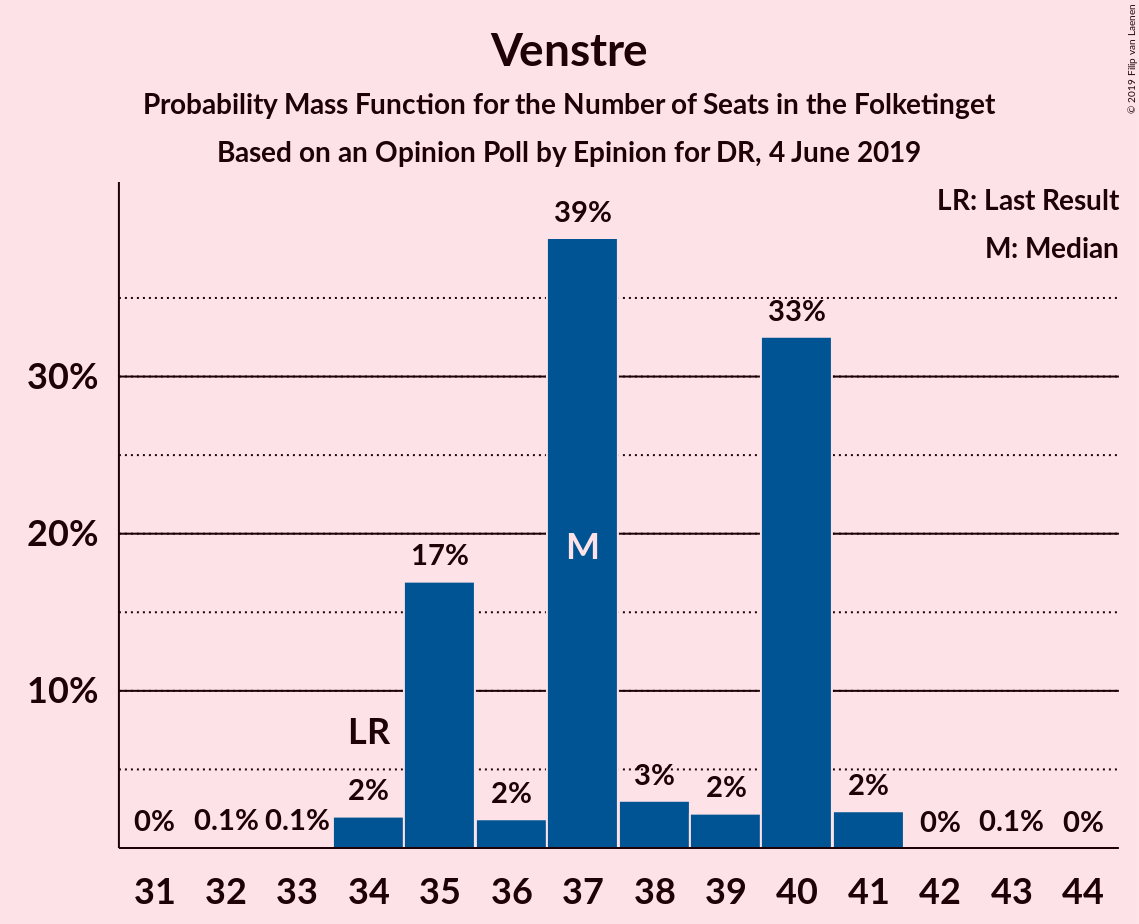 Venstre
Probability Mass Function for the Number of Seats in the Folketinget
Based on an Opinion Poll by Epinion for DR, 4 June 2019
© 2019 Filip van Laenen
LR: Last Result
M: Median
39%
33%
30%
20%
17%
M
10%
LR
2%
2%
3%
2%
2%
0%
0.1%
0.1%
0%
0.1%
0%
31 32 33 34 35 36 37 38 39 40 41 42 43 44